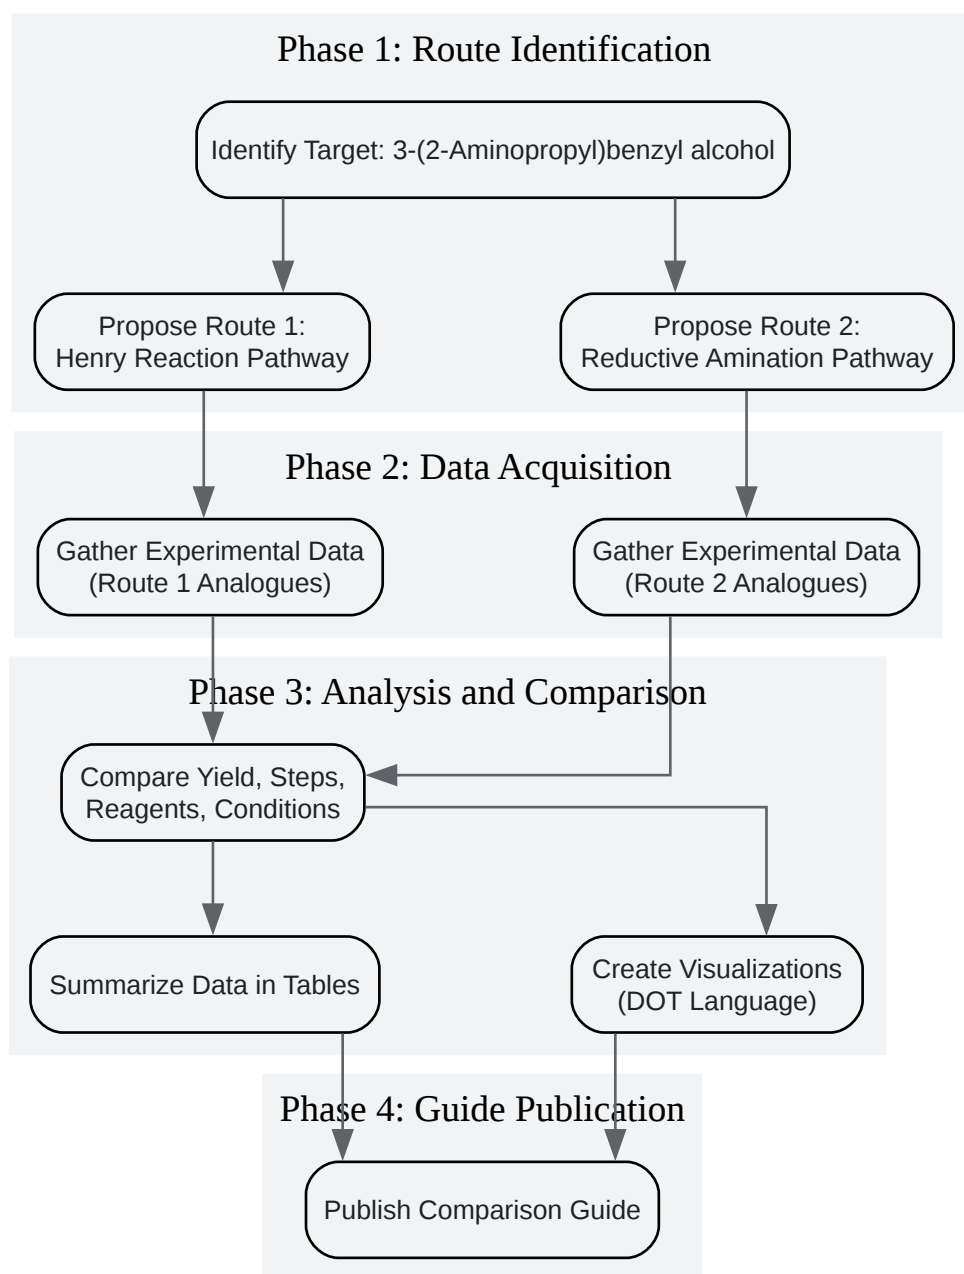 Phase 1: Route Identification
Identify Target: 3-(2-Aminopropyl)benzyl alcohol
Propose Route 1:
Henry Reaction Pathway
Propose Route 2:
Reductive Amination Pathway
Phase 2: Data Acquisition
Gather Experimental Data
(Route 1 Analogues)
Gather Experimental Data
(Route 2 Analogues)
Phase 3: Analysis and Comparison
Compare Yield, Steps,
Reagents, Conditions
Summarize Data in Tables
Create Visualizations
(DOT Language)
Phase 4: Guide Publication
Publish Comparison Guide